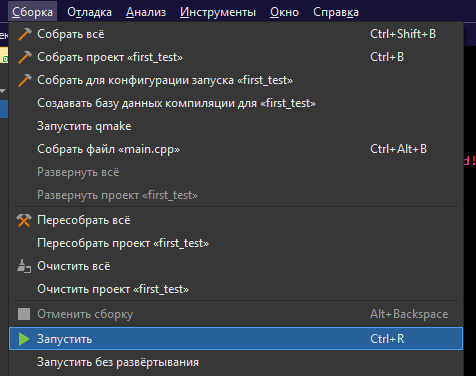 Сборка Отладка Анализ Инструменты Окно Справка
Собрать всё Ctrl+Shift+B
Собрать проект «first_test» Ctrl+B
Собрать для конфигурации запуска «first_test»
Создавать базу данных компиляции для «first_test»
Запустить qmake
Собрать файл «main.cpp» Ctrl+Alt+B
Развернуть всё
Развернуть проект «first_test»
Пересобрать всё
Пересобрать проект «first_test»
Очистить всё
Очистить проект «first_test»
Отменить сборку Alt+Backspace
Запустить Ctrl+R
Запустить без развёртывания